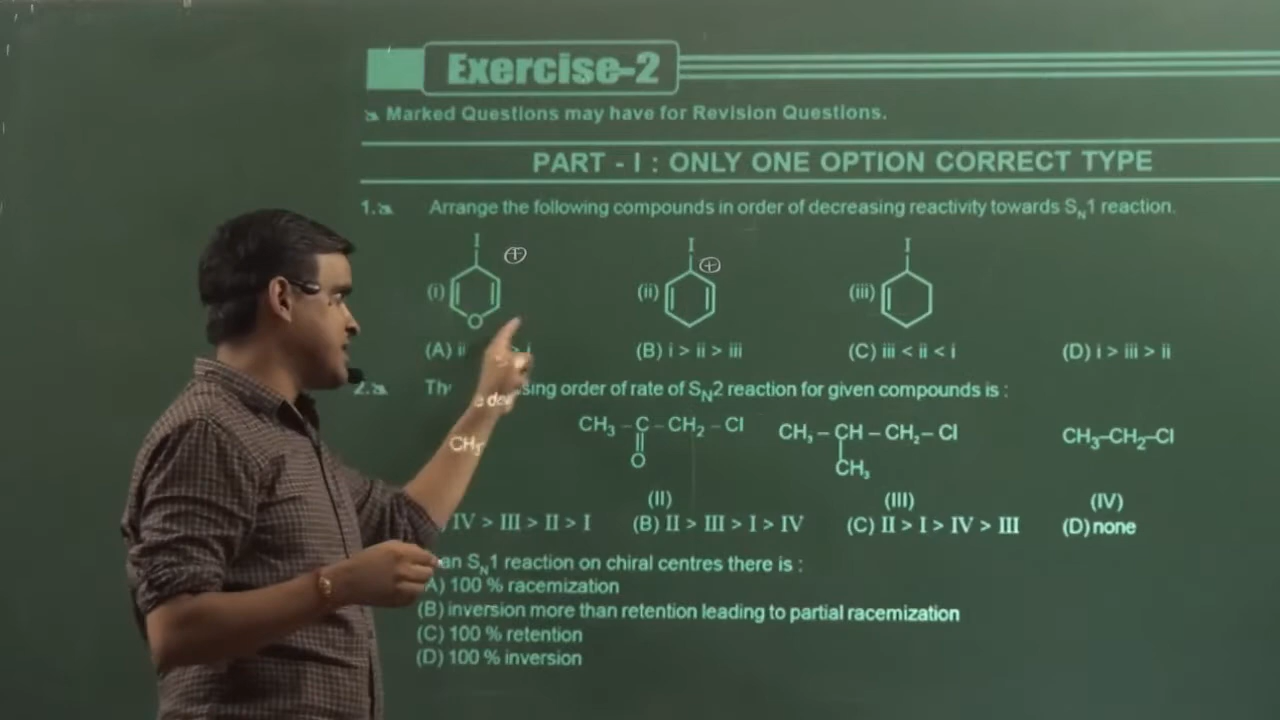 Exercise-2
Marked Questions may have for Revision Questions.
PART - I : ONLY ONE OPTION CORRECT TYPE
1. Arrange the following compounds in order of decreasing reactivity towards SN1 reaction.
I ⊕ I ⊕ I
(i) (ii) (iii)
O
(A) ii > i (B) i > ii > iii (C) iii < ii < i (D) i > iii > ii
2. sing order of rate of SN2 reaction for given compounds is :
CH3 CH3 – C – CH2 – Cl CH3 – CH – CH2 – Cl CH3–CH2–Cl
O CH3
(II) (III) (IV)
IV > III > II > I (B) II > III > I > IV (C) II > I > IV > III (D) none
an SN1 reaction on chiral centres there is :
A) 100 % racemization
(B) inversion more than retention leading to partial racemization
(C) 100 % retention
(D) 100 % inversion